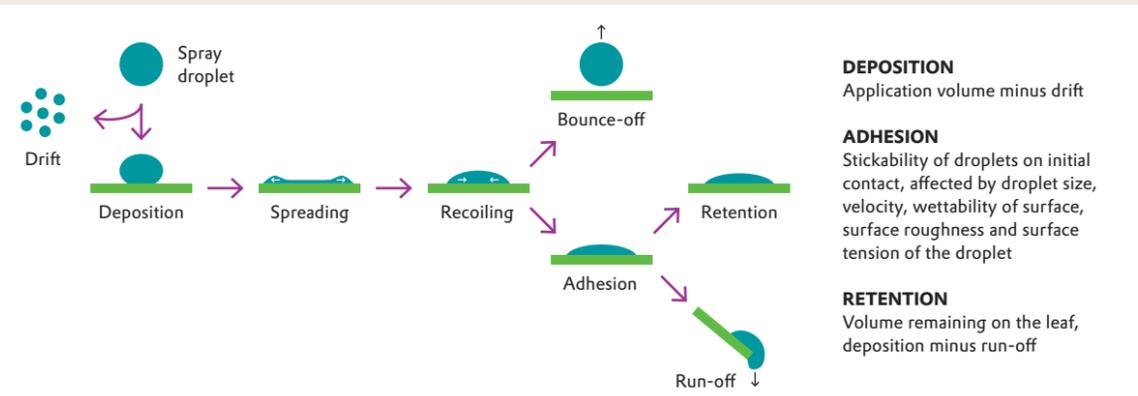 Spray
droplet
Drift
Deposition
Spreading
Recoiling
Bounce-off
Adhesion
Retention
Run-off
DEPOSITION
Application volume minus drift
ADHESION
Stickability of droplets on initial
contact, affected by droplet size,
velocity, wettability of surface,
surface roughness and surface
tension of the droplet
RETENTION
Volume remaining on the leaf,
deposition minus run-off